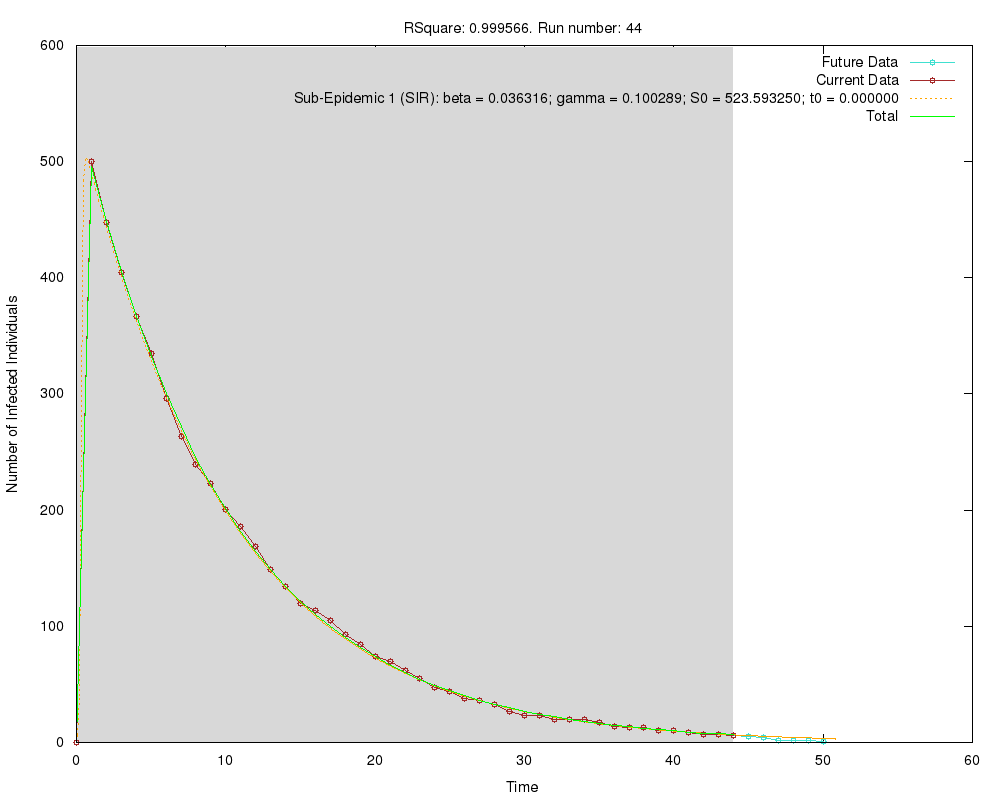 RSquare: 0.999566. Run number: 44
600
500
400
300
200
100
0
Number of Infected Individuals
Future Data
Current Data
Sub-Epidemic 1 (SIR): beta = 0.036316; gamma = 0.100289; S0 = 523.593250; t0 = 0.000000
Total
0 10 20 30 40 50 60
Time